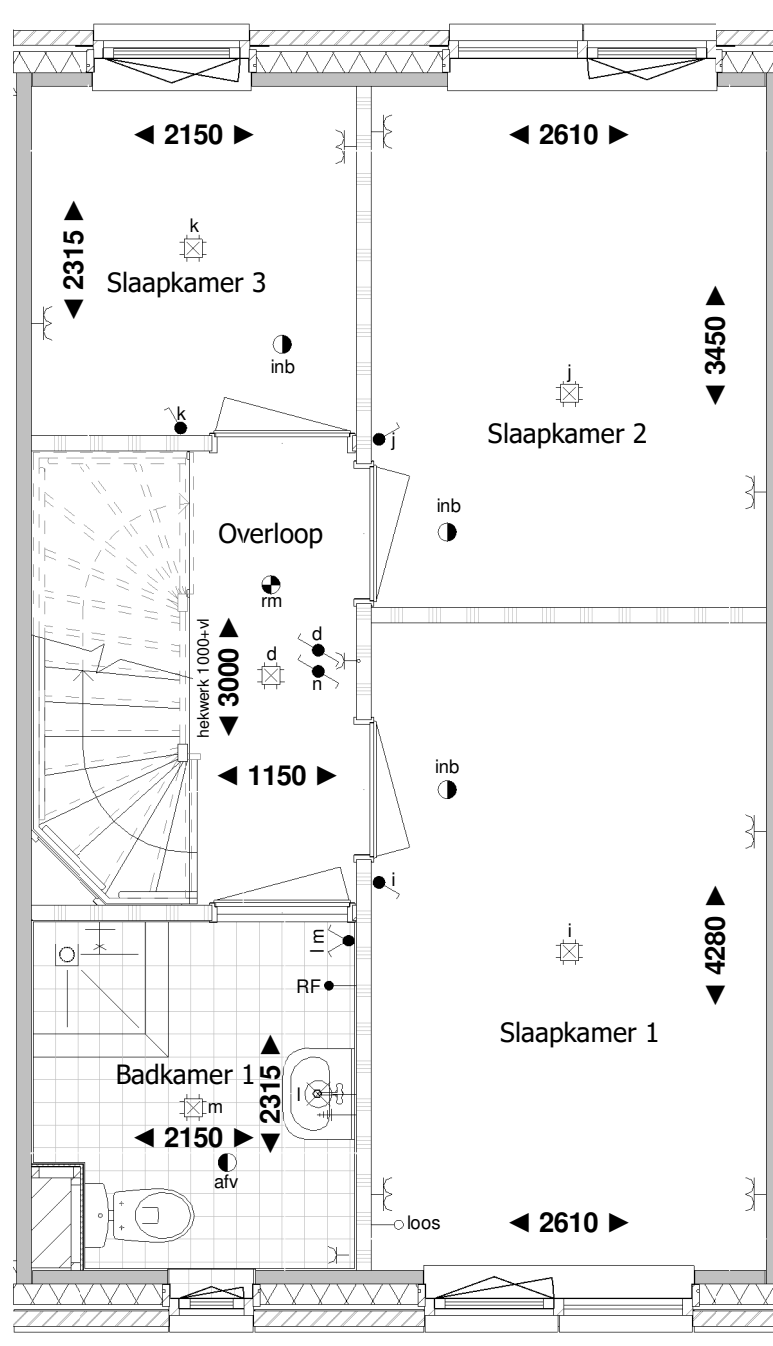 ◄ 2150 ►
◄ 2610 ►
◄ 2315 ►
k
Slaapkamer 3
inb
k
◄ 3450 ►
j
Slaapkamer 2
j
inb
Overloop
rm
d
n
d
hekwerk 1000+vl
◄ 3000 ►
◄ 1150 ►
inb
i
i
◄ 4280 ►
Slaapkamer 1
l m
RF
Badkamer 1
◄ 2315 ►
l
m
◄ 2150 ►
afv
loos
◄ 2610 ►